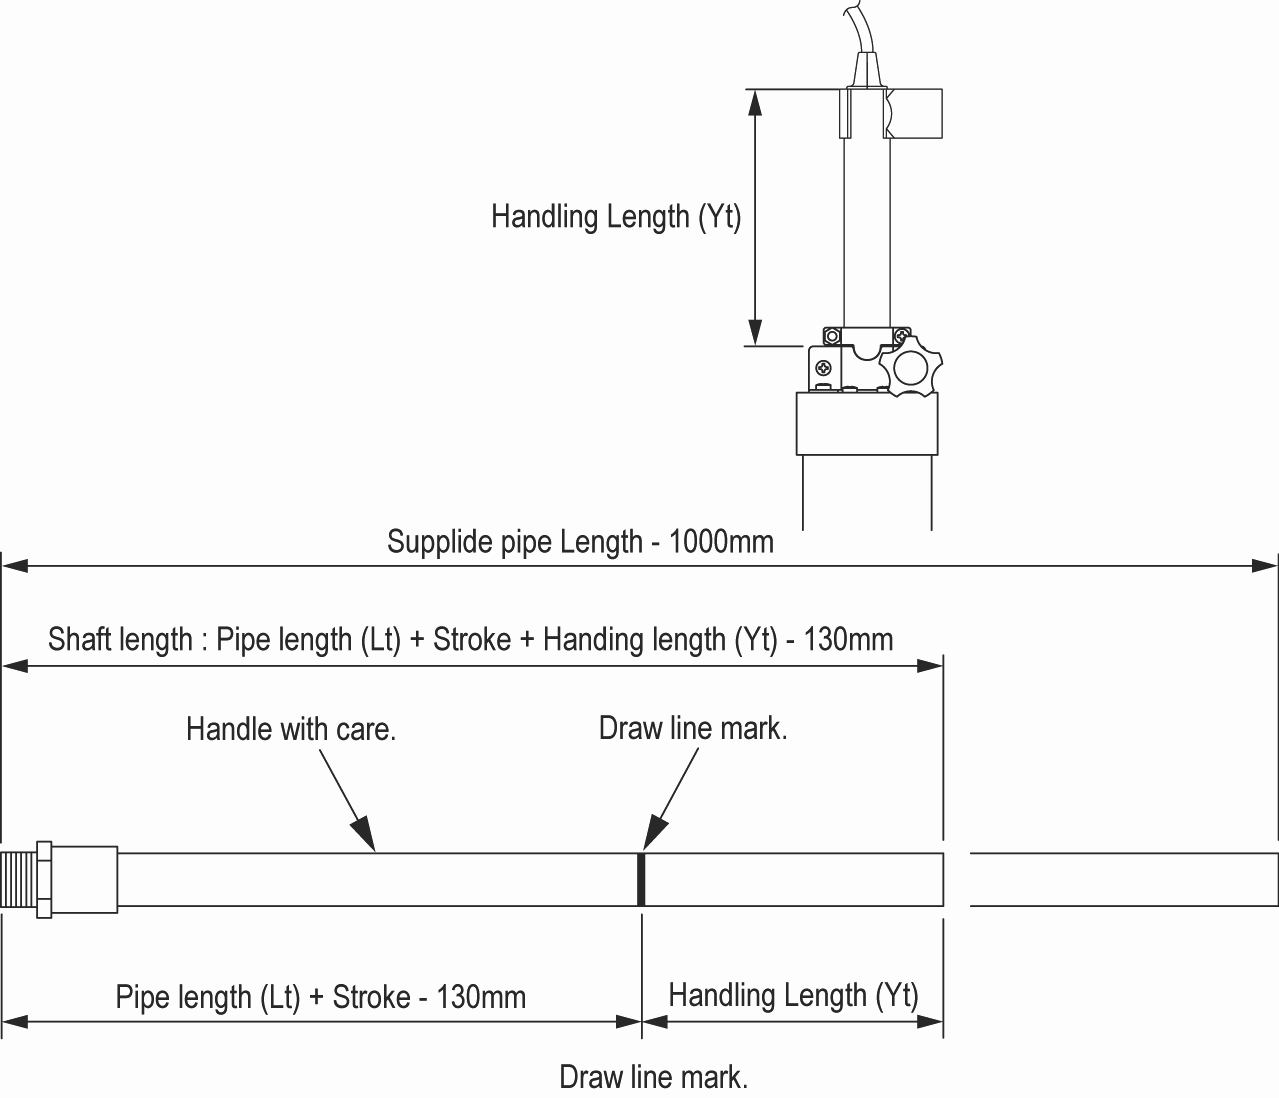 Handling Length (Yt)
Supplide pipe Length - 1000mm
Shaft length : Pipe length (Lt) + Stroke + Handing length (Yt) - 130mm
Handle with care.
Draw line mark.
Pipe length (Lt) + Stroke - 130mm
Handling Length (Yt)
Draw line mark.